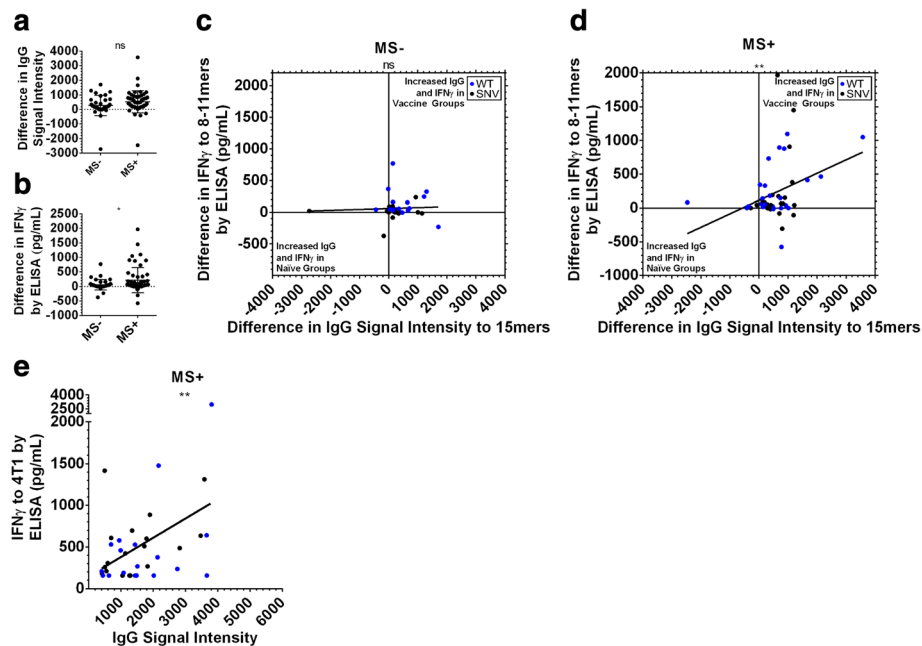 a
ns
Difference in IgG
Signal Intensity
4000
3000
2000
1000
0
-1000
-2000
-3000
MS-
MS+
b
*
Difference in IFNγ
by ELISA (pg/mL)
2500
2000
1500
1000
500
0
-500
-1000
MS-
MS+
c
MS-
ns
Difference in IFNγ to 8-11mers
by ELISA (pg/mL)
2000
1500
1000
500
0
-500
Increased IgG
and IFNγ in
Vaccine Groups
WT
SNV
Increased IgG
and IFNγ in
Naïve Groups
-4000
-3000
-2000
-1000
0
1000
2000
3000
4000
Difference in IgG Signal Intensity to 15mers
d
MS+
**
Difference in IFNγ to 8-11mers
by ELISA (pg/mL)
2000
1500
1000
500
0
-500
-1000
Increased IgG
and IFNγ in
Vaccine Groups
WT
SNV
Increased IgG
and IFNγ in
Naïve Groups
-4000
-3000
-2000
-1000
0
1000
2000
3000
4000
Difference in IgG Signal Intensity to 15mers
e
MS+
**
IFNγ to 4T1 by
ELISA (pg/mL)
4000
2500
2000
1500
1000
500
0
1000
2000
3000
4000
5000
6000
IgG Signal Intensity